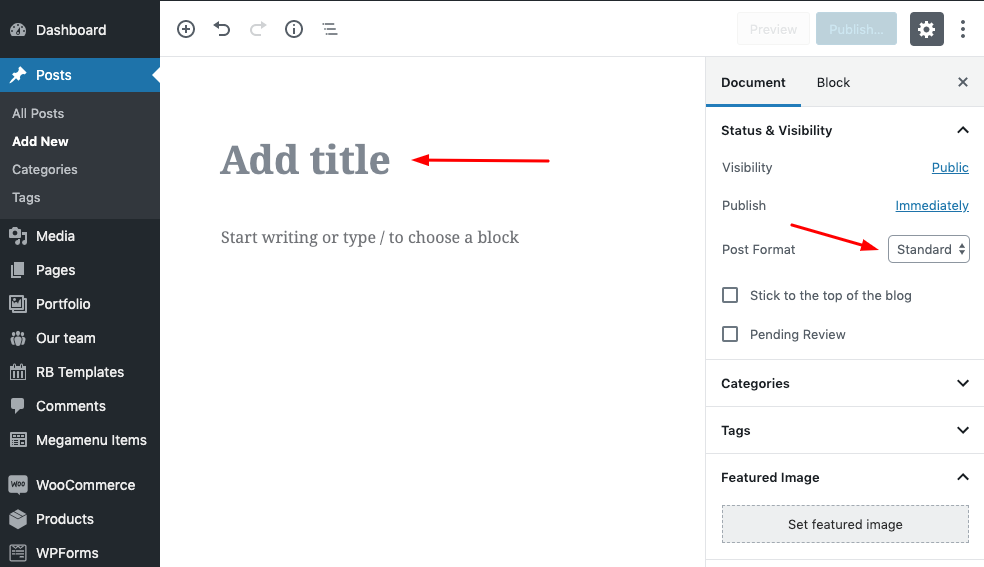 Dashboard
Posts
All Posts
Add New
Categories
Tags
Media
Pages
Portfolio
Our team
RB Templates
Comments
Megamenu Items
WOO WooCommerce
Products
WPForms
Preview
Publish...
Add title
Start writing or type / to choose a block
Document Block
Status & Visibility
Visibility Public
Publish Immediately
Post Format Standard
Stick to the top of the blog
Pending Review
Categories
Tags
Featured Image
Set featured image